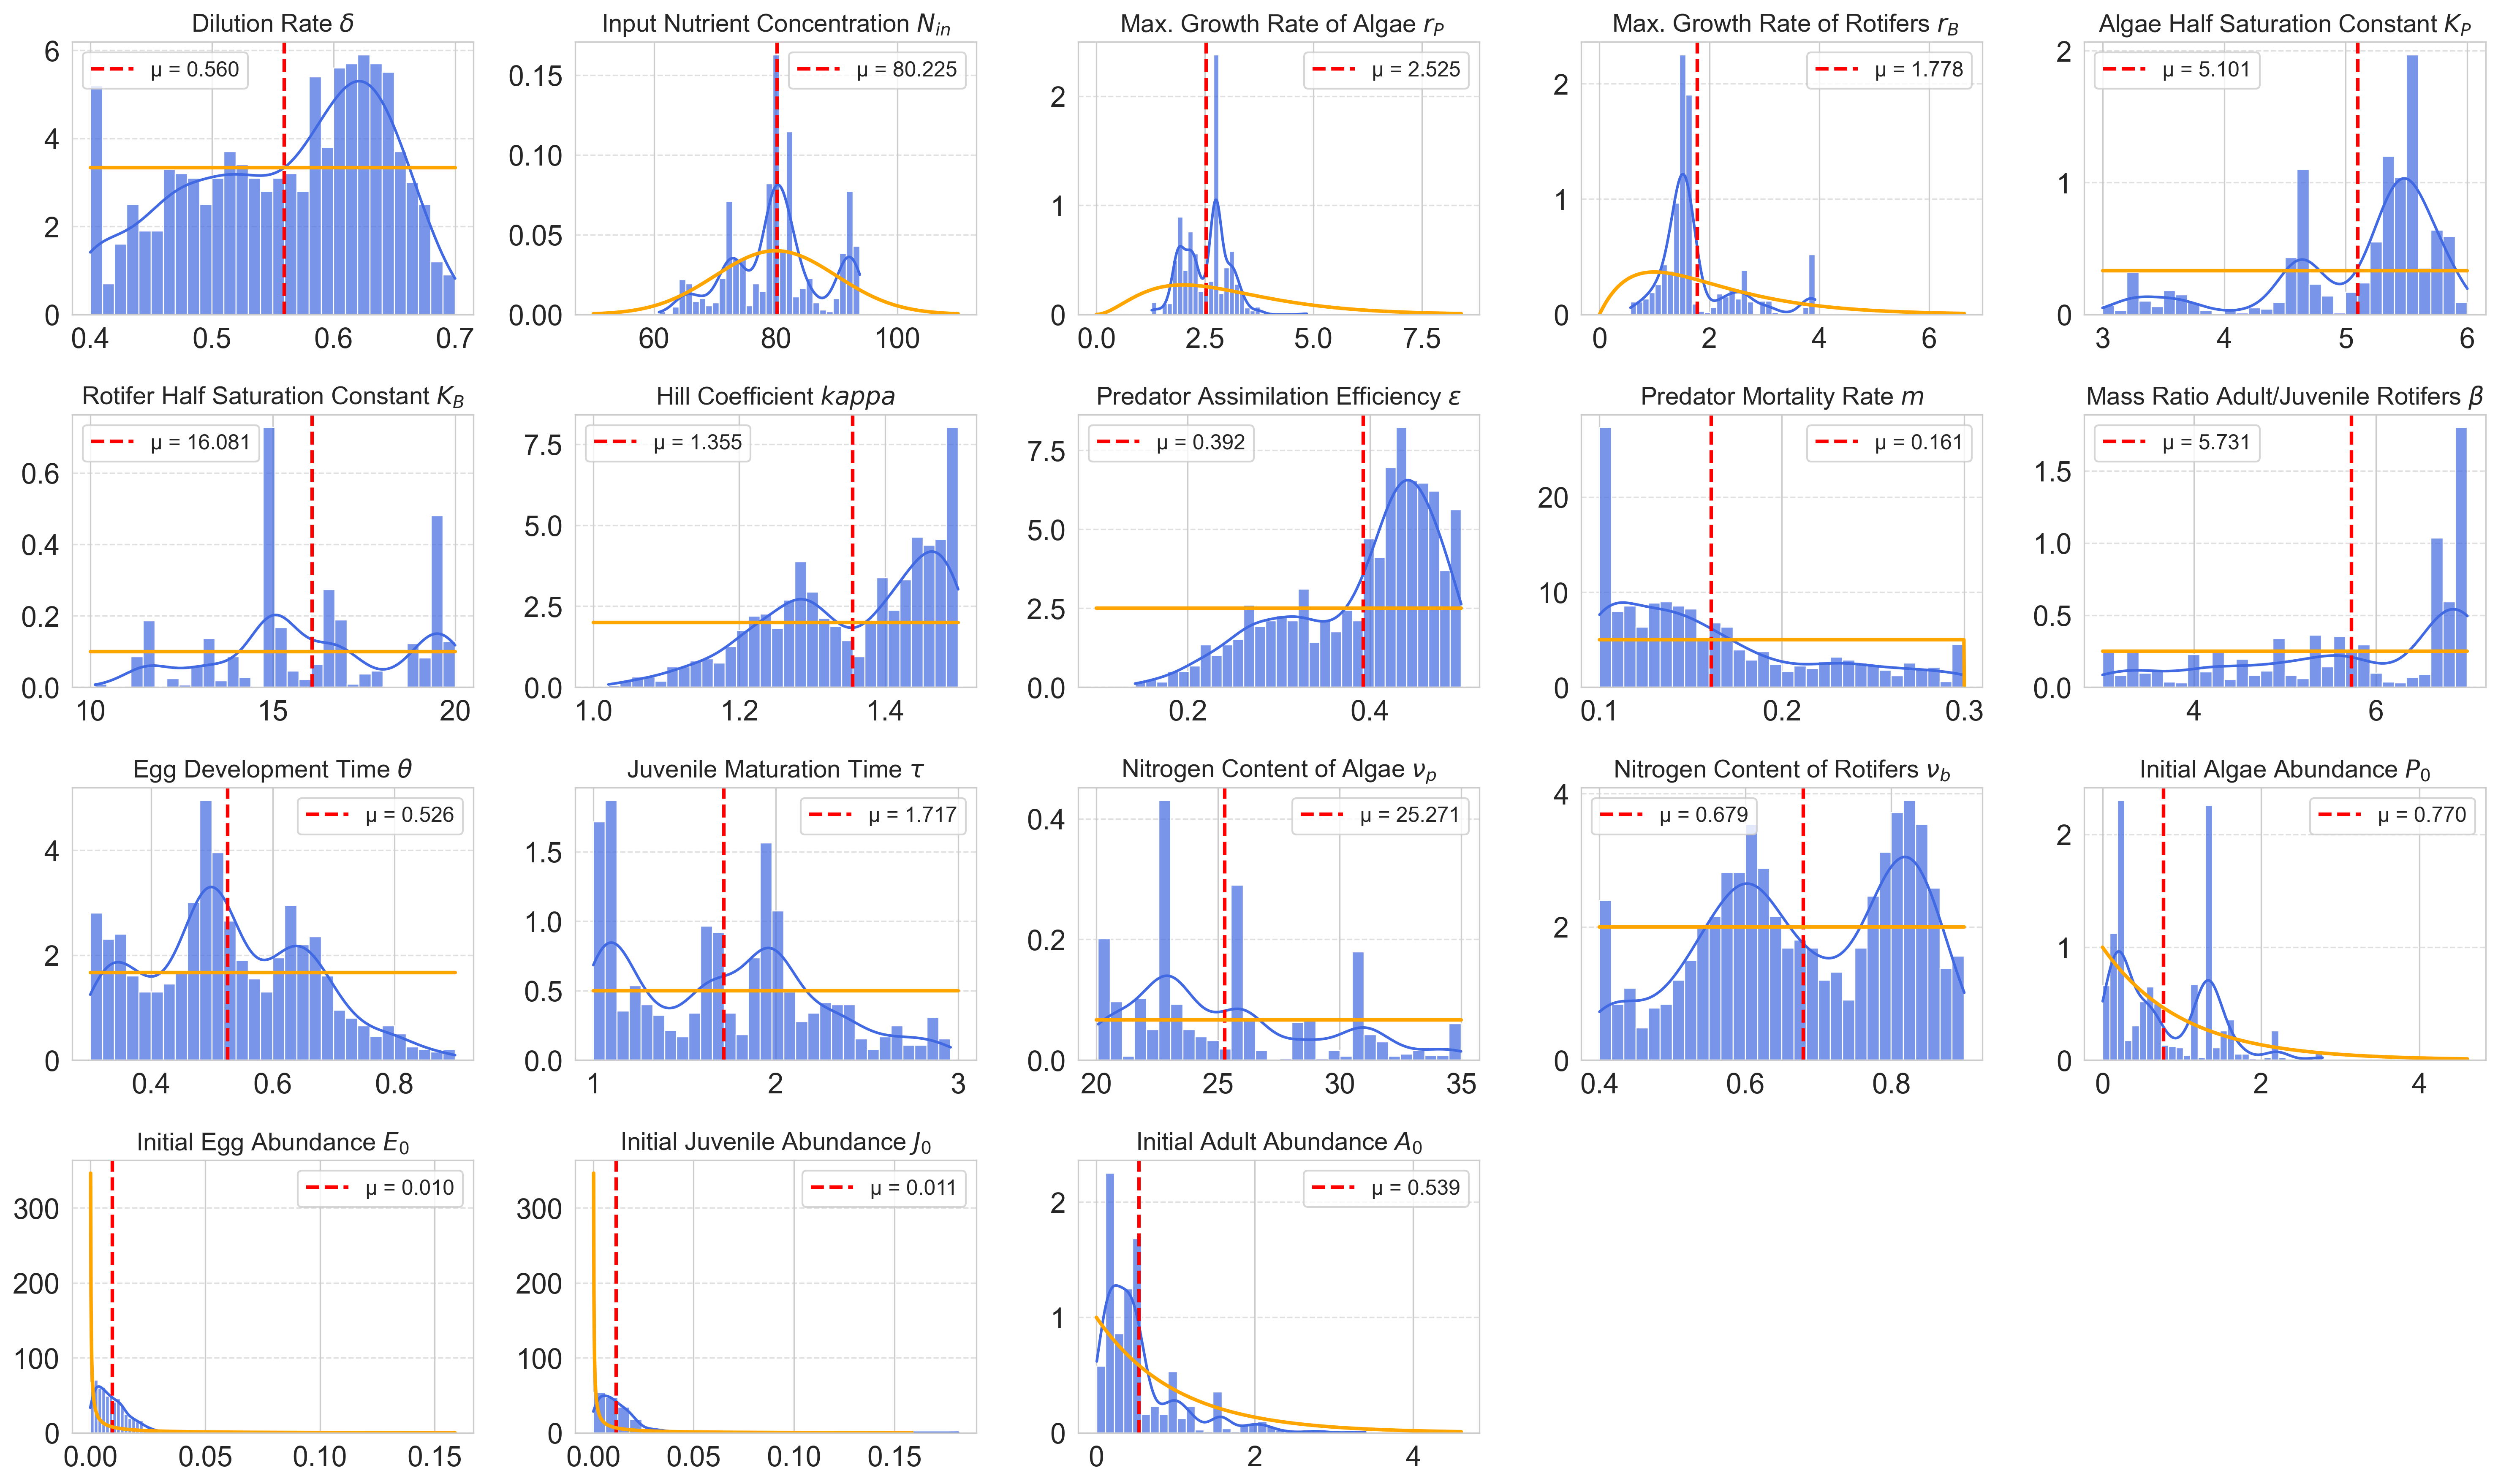 Dilution Rate δ
μ = 0.560
6
4
2
0
0.4 0.5 0.6 0.7
Input Nutrient Concentration N_in
μ = 80.225
0.15
0.10
0.05
0.00
60 80 100
Max. Growth Rate of Algae r_P
μ = 2.525
2
1
0
0.0 2.5 5.0 7.5
Max. Growth Rate of Rotifers r_B
μ = 1.778
2
1
0
0 2 4 6
Algae Half Saturation Constant K_P
μ = 5.101
2
1
0
3 4 5 6
Rotifer Half Saturation Constant K_B
μ = 16.081
0.6
0.4
0.2
0.0
10 15 20
Hill Coefficient kappa
μ = 1.355
7.5
5.0
2.5
0.0
1.0 1.2 1.4
Predator Assimilation Efficiency ε
μ = 0.392
7.5
5.0
2.5
0.0
0.2 0.4
Predator Mortality Rate m
μ = 0.161
20
10
0
0.1 0.2 0.3
Mass Ratio Adult/Juvenile Rotifers β
μ = 5.731
1.5
1.0
0.5
0.0
4 6
Egg Development Time θ
μ = 0.526
4
2
0
0.4 0.6 0.8
Juvenile Maturation Time τ
μ = 1.717
1.5
1.0
0.5
0.0
1 2 3
Nitrogen Content of Algae ν_p
μ = 25.271
0.4
0.2
0.0
20 25 30 35
Nitrogen Content of Rotifers ν_b
μ = 0.679
4
2
0
0.4 0.6 0.8
Initial Algae Abundance P_0
μ = 0.770
2
1
0
0 2 4
Initial Egg Abundance E_0
μ = 0.010
300
200
100
0
0.00 0.05 0.10 0.15
Initial Juvenile Abundance J_0
μ = 0.011
300
200
100
0
0.00 0.05 0.10 0.15
Initial Adult Abundance A_0
μ = 0.539
2
1
0
0 2 4